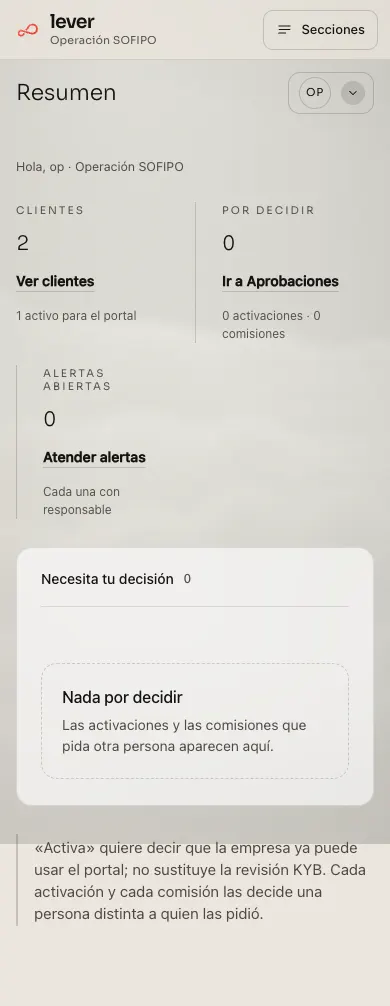 lever
Operación SOFIPO
Secciones
Resumen
OP
Hola, op · Operación SOFIPO
CLIENTES
2
Ver clientes
1 activo para el portal
POR DECIDIR
0
Ir a Aprobaciones
0 activaciones · 0
comisiones
ALERTAS
ABIERTAS
0
Atender alertas
Cada una con
responsable
Necesita tu decisión 0
Nada por decidir
Las activaciones y las comisiones que
pida otra persona aparecen aquí.
«Activa» quiere decir que la empresa ya puede
usar el portal; no sustituye la revisión KYB. Cada
activación y cada comisión las decide una
persona distinta a quien las pidió.